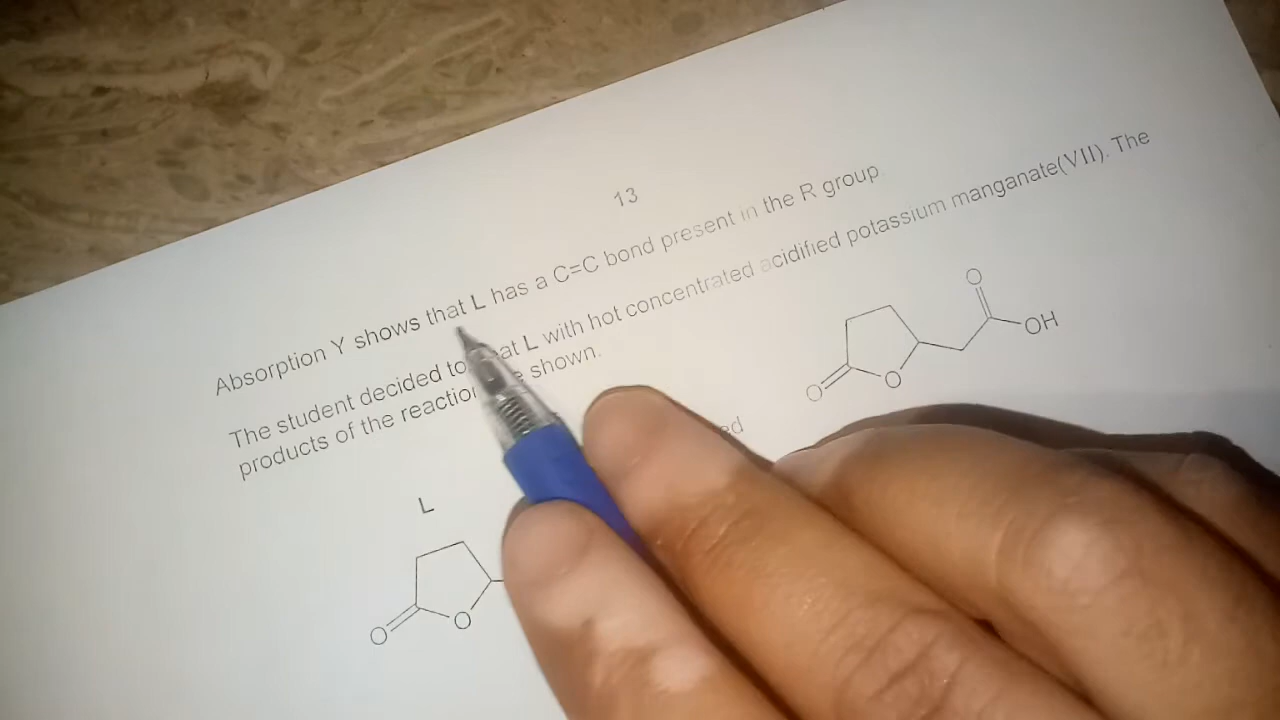 13
Absorption Y shows that L has a C=C bond present in the R group.
The student decided to at L with hot concentrated acidified potassium manganate(VII). The
products of the reaction shown.
O
OH
O
O
ed
L
O
O